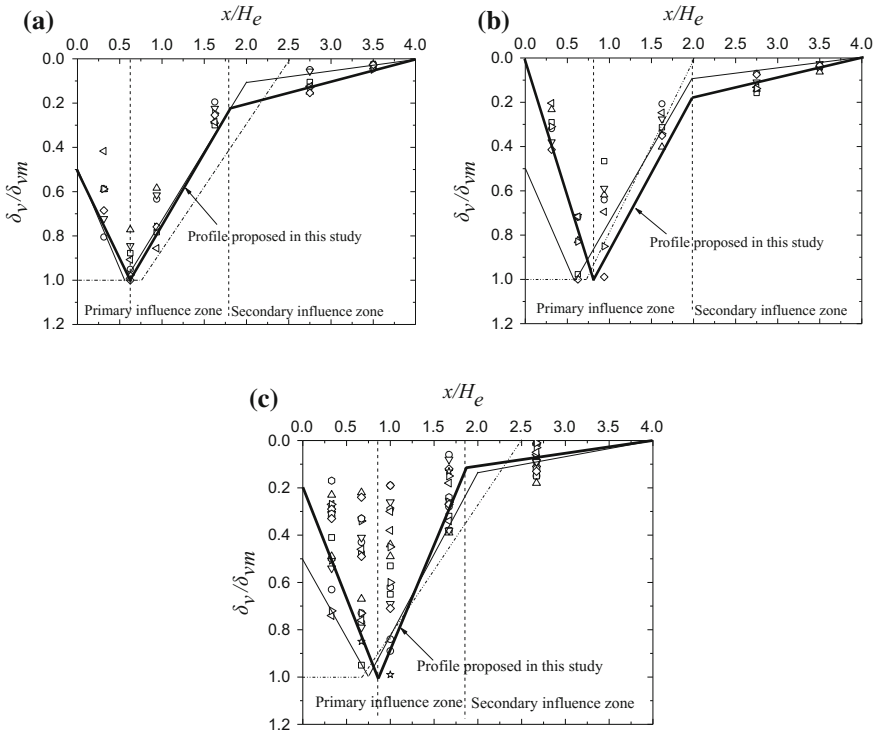 (a)
x/He
0.0 0.5 1.0 1.5 2.0 2.5 3.0 3.5 4.0
0.0
0.2
0.4
0.6
0.8
1.0
1.2
δv/δvm
Profile proposed in this study
Primary influence zone
Secondary influence zone
(b)
x/He
0.0 0.5 1.0 1.5 2.0 2.5 3.0 3.5 4.0
0.0
0.2
0.4
0.6
0.8
1.0
1.2
δv/δvm
Profile proposed in this study
Primary influence zone
Secondary influence zone
(c)
x/He
0.0 0.5 1.0 1.5 2.0 2.5 3.0 3.5 4.0
0.0
0.2
0.4
0.6
0.8
1.0
1.2
δv/δvm
Profile proposed in this study
Primary influence zone
Secondary influence zone